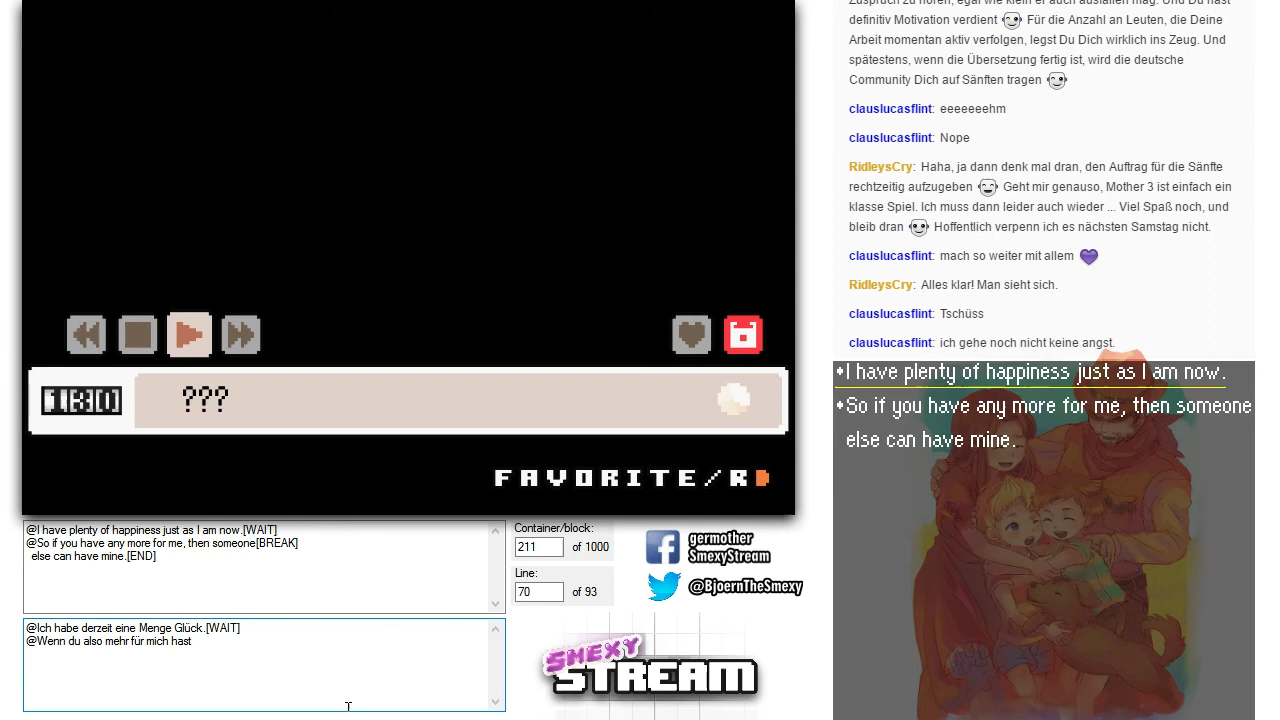 Zuspruch zu hören, egal wie klein er auch ausfallen mag. Und Du hast
definitiv Motivation verdient Für die Anzahl an Leuten, die Deine
Arbeit momentan aktiv verfolgen, legst Du Dich wirklich ins Zeug. Und
spätestens, wenn die Übersetzung fertig ist, wird die deutsche
Community Dich auf Sänften tragen
clauslucasflint: eeeeeeehm
clauslucasflint: Nope
RidleysCry: Haha, ja dann denk mal dran, den Auftrag für die Sänfte
rechtzeitig aufzugeben Geht mir genauso, Mother 3 ist einfach ein
klasse Spiel. Ich muss dann leider auch wieder ... Viel Spaß noch, und
bleib dran Hoffentlich verpenn ich es nächsten Samstag nicht.
clauslucasflint: mach so weiter mit allem
RidleysCry: Alles klar! Man sieht sich.
clauslucasflint: Tschüss
clauslucasflint: ich gehe noch nicht keine angst.
•I have plenty of happiness just as I am now.
•So if you have any more for me, then someone
else can have mine.
130 ???
FAVORITE/R
@I have plenty of happiness just as I am now.[WAIT]
@So if you have any more for me, then someone[BREAK]
else can have mine.[END]
Container/block:
211 of 1000
Line:
70 of 93
@Ich habe derzeit eine Menge Glück.[WAIT]
@Wenn du also mehr für mich hast
germother
SmexyStream
@BjoernTheSmexy
SMEXY
STREAM